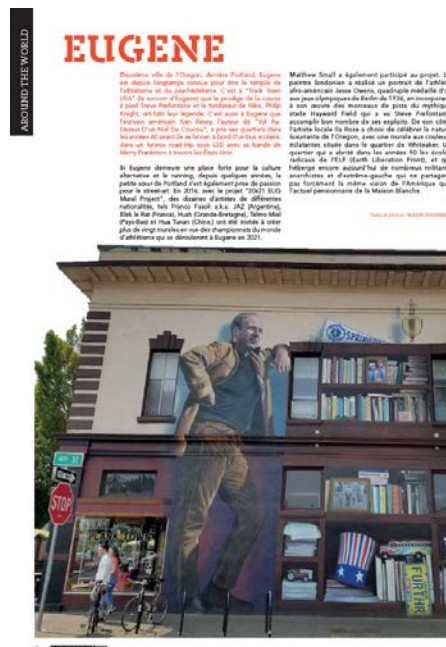 AROUND THE WORLD
EUGENE
Deuxième ville de l'Oregon, derrière Portland, Eugene
est depuis longtemps connue pour être le temple de
l'athlétisme et du psychédélisme. C'est à "Track Town
USA" (le surnom d'Eugene) que le prodige de la course
à pied Steve Prefontaine et le fondateur de Nike, Philip
Knight, ont bâti leur légende. C'est aussi à Eugene que
l'écrivain américain Ken Kesey, l'auteur de "Vol Au-
Dessus D'un Nid De Coucou", a pris ses quartiers dans
les années 60 avant de se lancer, à bord d'un bus scolaire,
dans un fameux road-trip sous LSD avec sa bande de
Merry Pranksters à travers les États-Unis.
Si Eugene demeure une place forte pour la culture
alternative et le running, depuis quelques années, la
petite sœur de Portland s'est également prise de passion
pour le street-art. En 2016, avec le projet "20x21 EUG
Mural Project", des dizaines d'artistes de différentes
nationalités, tels Franco Fasoli a.k.a. JAZ (Argentine),
Elek le Rat (France), Hush (Grande-Bretagne), Telmo Miel
(Pays-Bas) et Hua Tunan (Chine,) ont été invités à créer
plus de vingt murales en vue des championnats du monde
d'athlétisme qui se dérouleront à Eugene en 2021.
Matthew Small a également participé au projet. L
peintre londonien a réalisé un portrait de l'athlèt
afro-américain Jesse Owens, quadruple médaillé d'o
aux jeux olympiques de Berlin de 1936, en incorporan
à son œuvre des morceaux de piste du mythiqu
stade Hayward Field qui a vu Steve Prefontain
accomplir bon nombre de ses exploits. De son côté
l'artiste locale Ila Rose a choisi de célébrer la natur
luxuriante de l'Oregon, avec une murale aux couleu
éclatantes située dans le quartier de Whiteaker. U
quartier qui a abrité dans les années 90 les écolo
radicaux de l'ELF (Earth Liberation Front), et qu
héberge encore aujourd'hui de nombreux militant
anarchistes et d'extrême-gauche qui ne partagen
pas forcément la même vision de l'Amérique qu
l'actuel pensionnaire de la Maison Blanche.
STOP
FURTHR